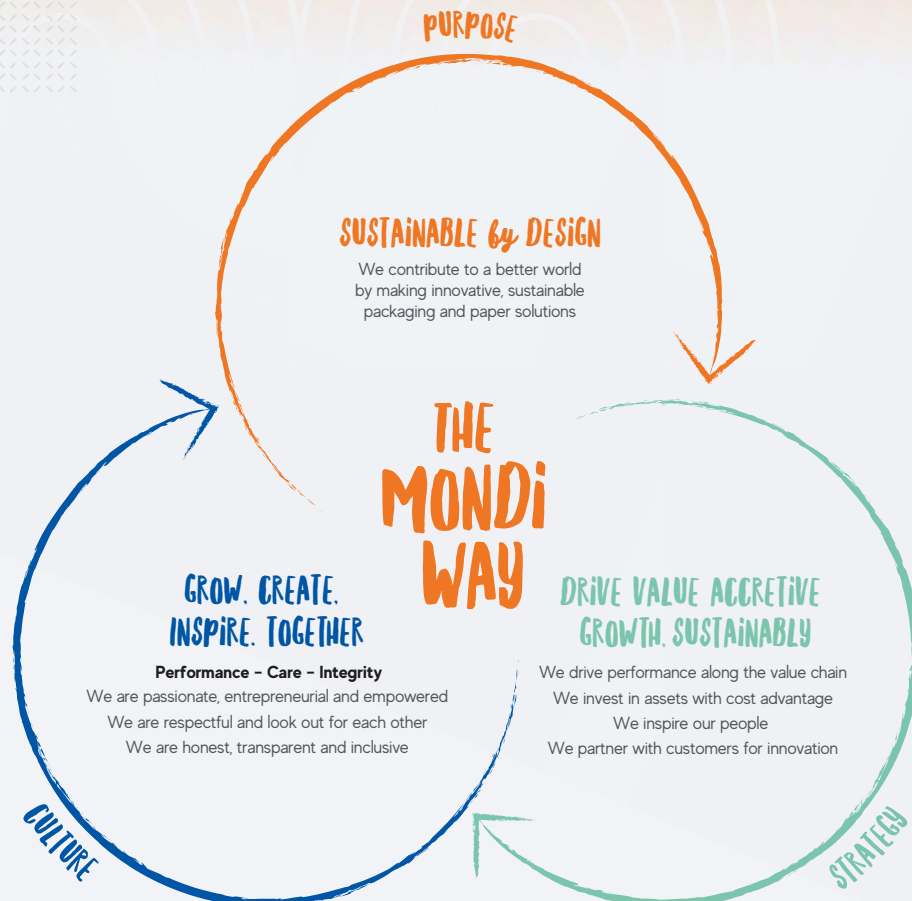 PURPOSE
SUSTAINABLE by DESIGN
We contribute to a better world
by making innovative, sustainable
packaging and paper solutions
THE
MONDI
WAY
GROW. CREATE.
INSPIRE. TOGETHER
Performance – Care – Integrity
We are passionate, entrepreneurial and empowered
We are respectful and look out for each other
We are honest, transparent and inclusive
CULTURE
DRIVE VALUE ACCRETIVE
GROWTH, SUSTAINABLY
We drive performance along the value chain
We invest in assets with cost advantage
We inspire our people
We partner with customers for innovation
STRATEGY